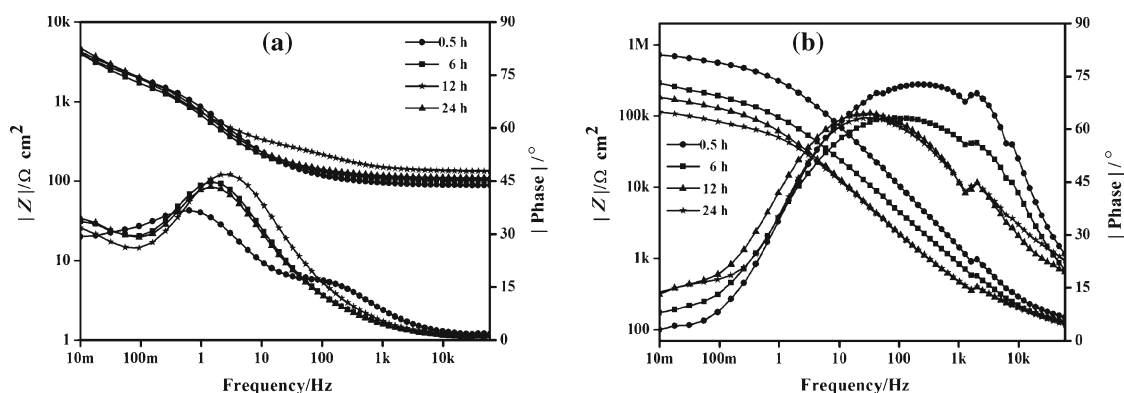 (a)
0.5 h
6 h
12 h
24 h
10k
1k
100
10
1
|Z|/Ω cm²
90
75
60
45
30
15
0
|Phase|/°
10m 100m 1 10 100 1k 10k
Frequency/Hz
(b)
0.5 h
6 h
12 h
24 h
1M
100k
10k
1k
100
|Z|/Ω cm²
90
75
60
45
30
15
0
|Phase|/°
10m 100m 1 10 100 1k 10k
Frequency/Hz